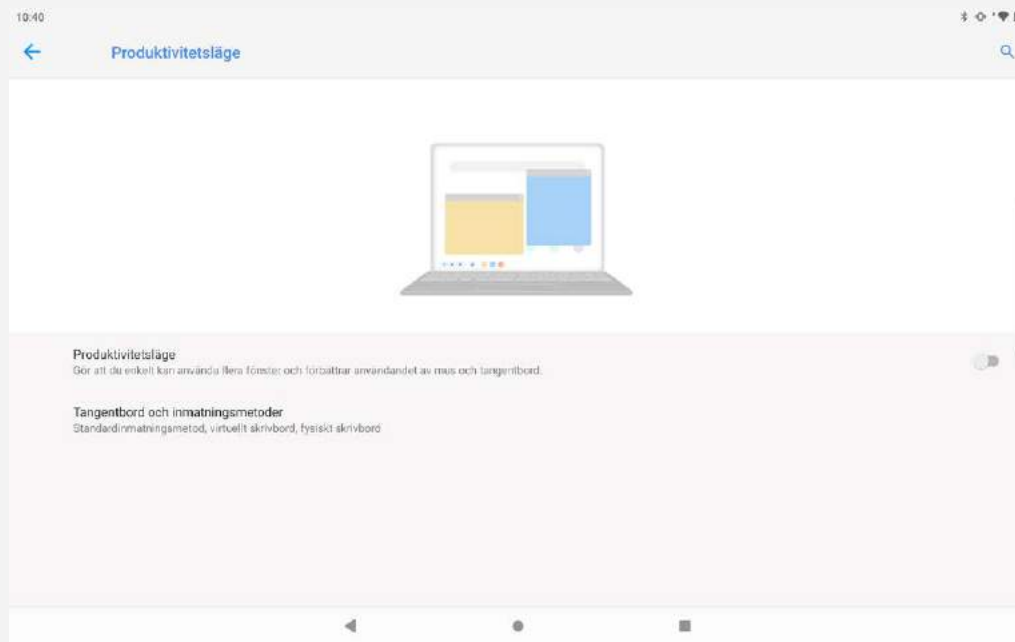 10:40
Produktivitetsläge
Produktivitetsläge
Gör att du enkelt kan använda flera fönster och förbättrar användandet av mus och tangentbord.
Tangentbord och inmatningsmetoder
Standardinmatningsmetod, virtuellt skrivbord, fysiskt skrivbord